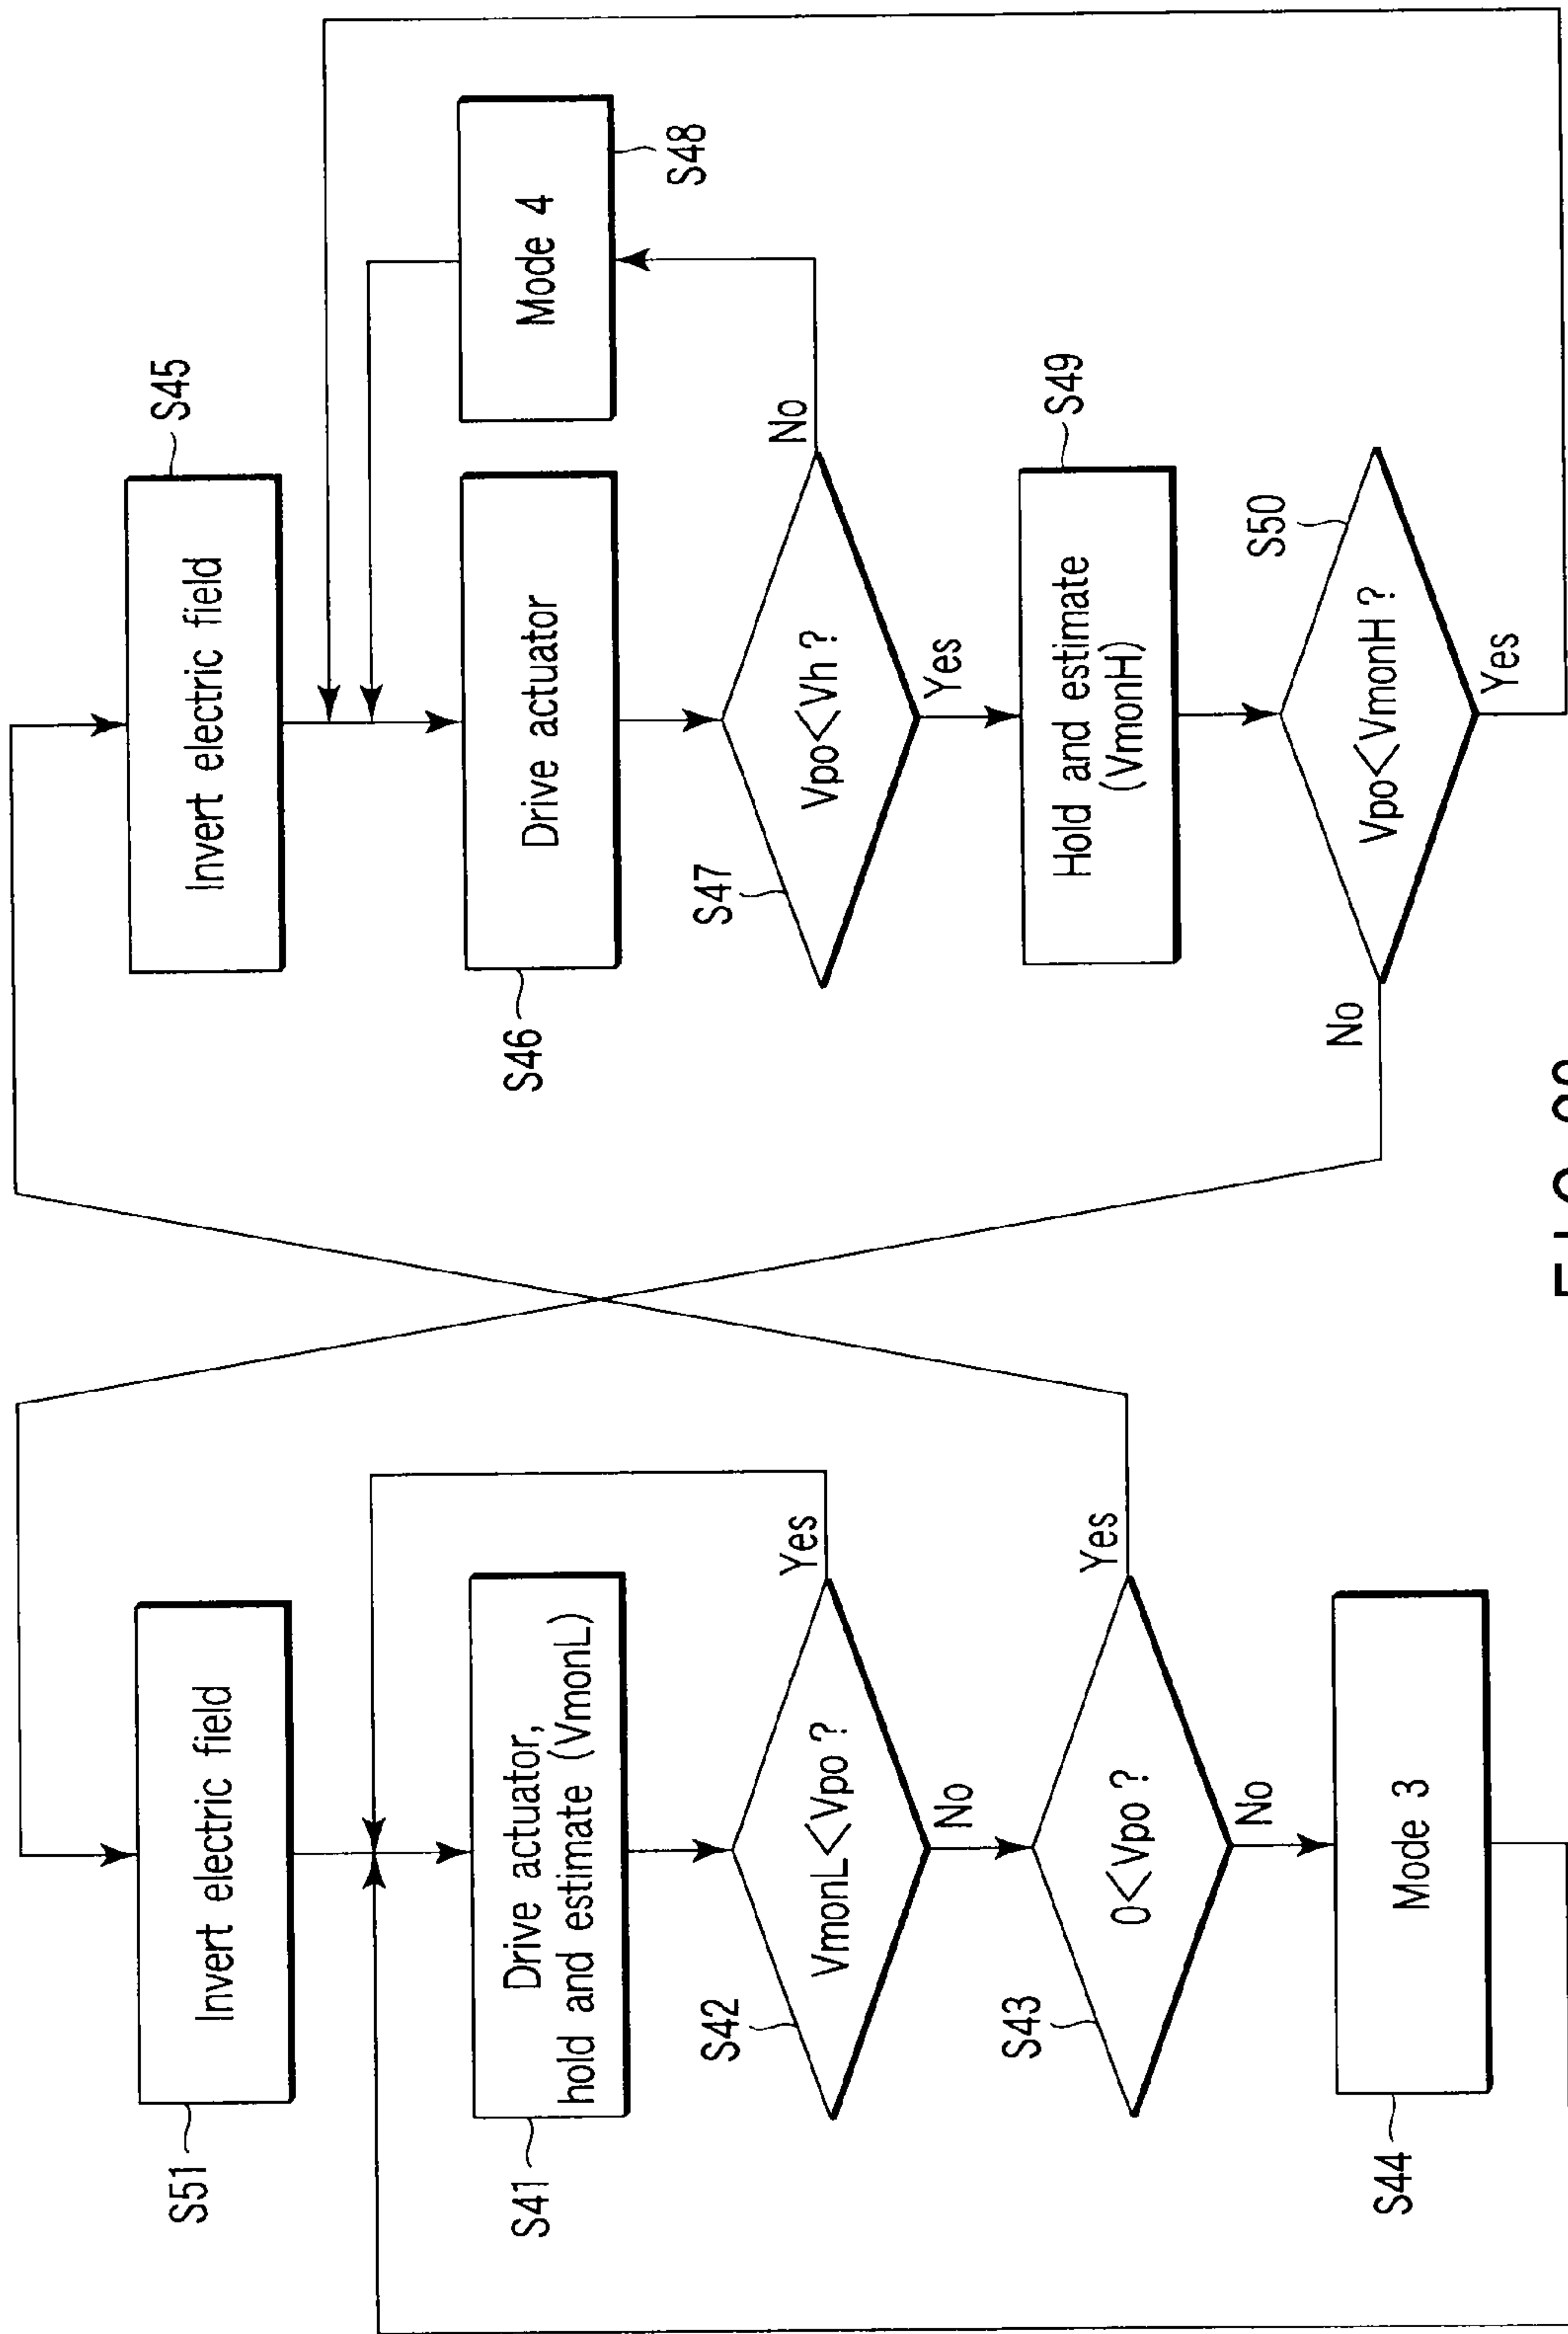 S51
Invert electric field
S41
Drive actuator,
hold and estimate (VmonL)
S42
VmonL<Vpo ?
Yes
No
S43
0<Vpo ?
Yes
No
S44
Mode 3
Invert electric field
S45
S46
Drive actuator
Mode 4
S48
S47
Vpo<Vh ?
No
Yes
Hold and estimate
(VmonH)
S49
S50
Vpo<VmonH ?
No
Yes